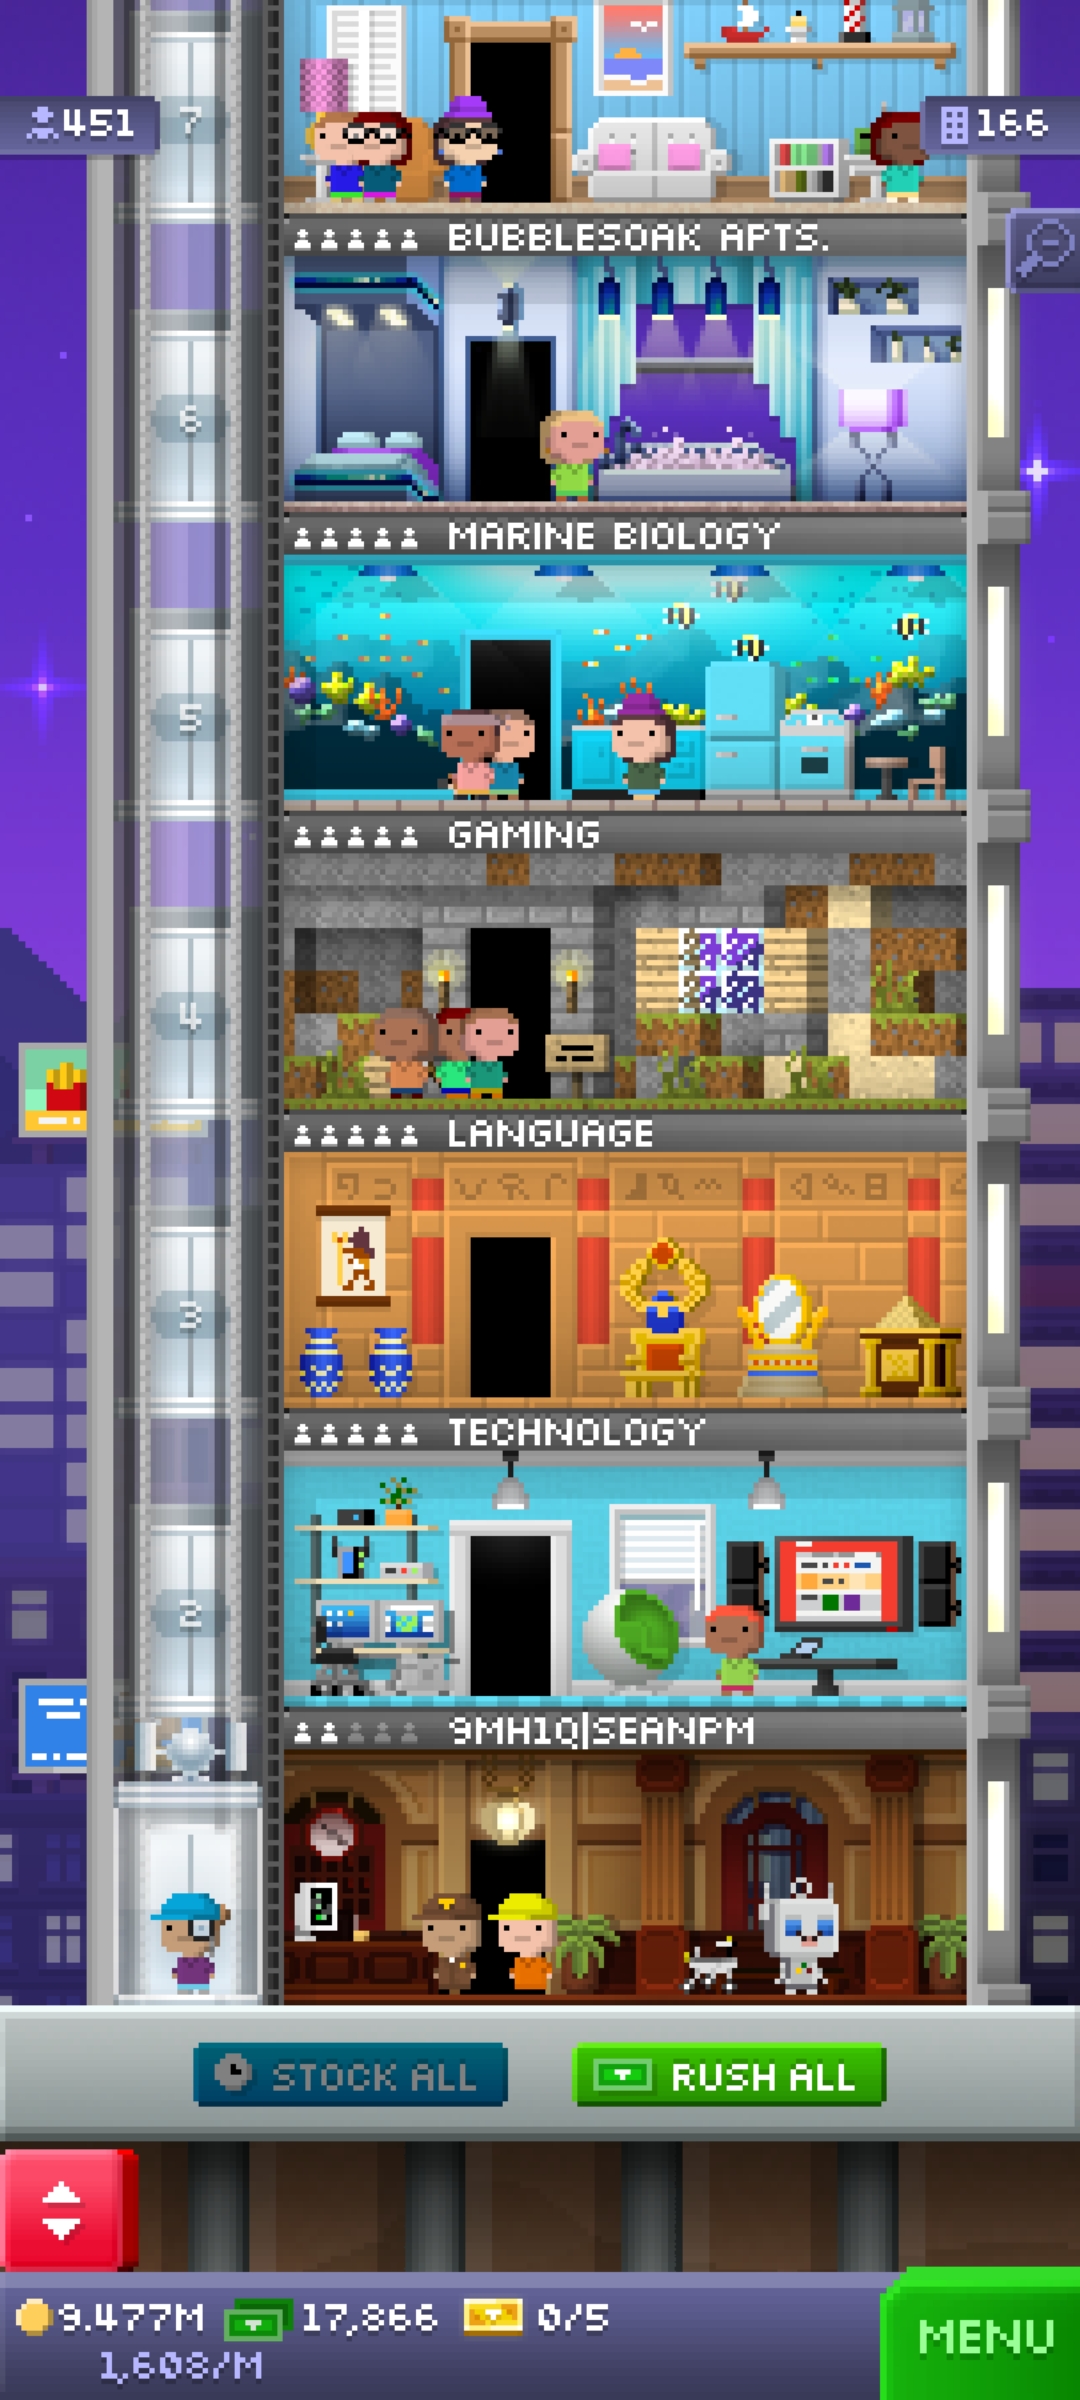 451
7
166
BUBBLESOAK APTS.
6
MARINE BIOLOGY
5
GAMING
4
LANGUAGE
3
TECHNOLOGY
2
9MH1Q|SEANPM
STOCK ALL
RUSH ALL
9.477M
17,866
0/5
MENU
1,608/M